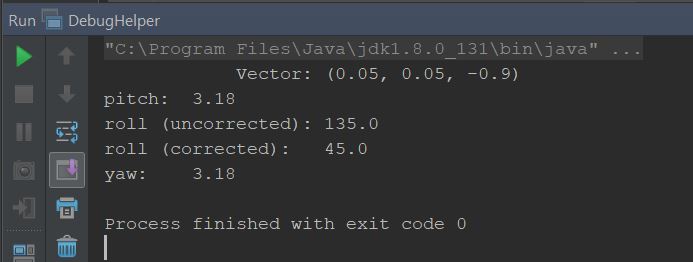 Run DebugHelper
"C:\Program Files\Java\jdk1.8.0_131\bin\java" ...
Vector: (0.05, 0.05, -0.9)
pitch: 3.18
roll (uncorrected): 135.0
roll (corrected): 45.0
yaw: 3.18
Process finished with exit code 0